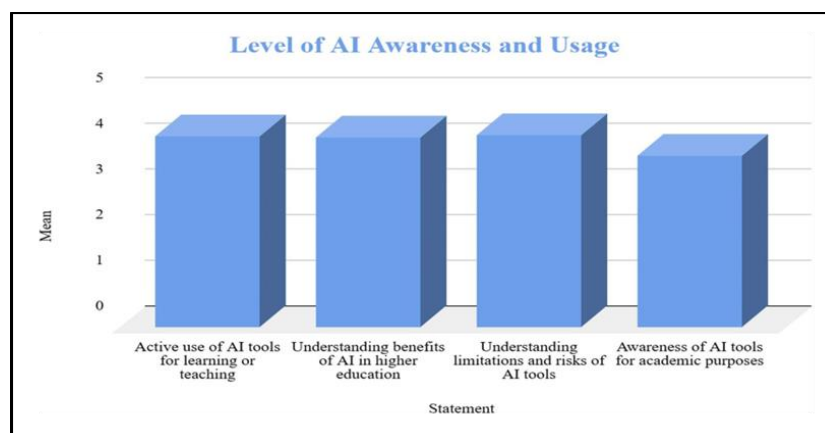 Level of AI Awareness and Usage
5
4
3
2
1
0
Mean
Active use of AI tools
for learning or
teaching
Understanding benefits
of AI in higher
education
Understanding
limitations and risks of
AI tools
Awareness of AI tools
for academic purposes
Statement